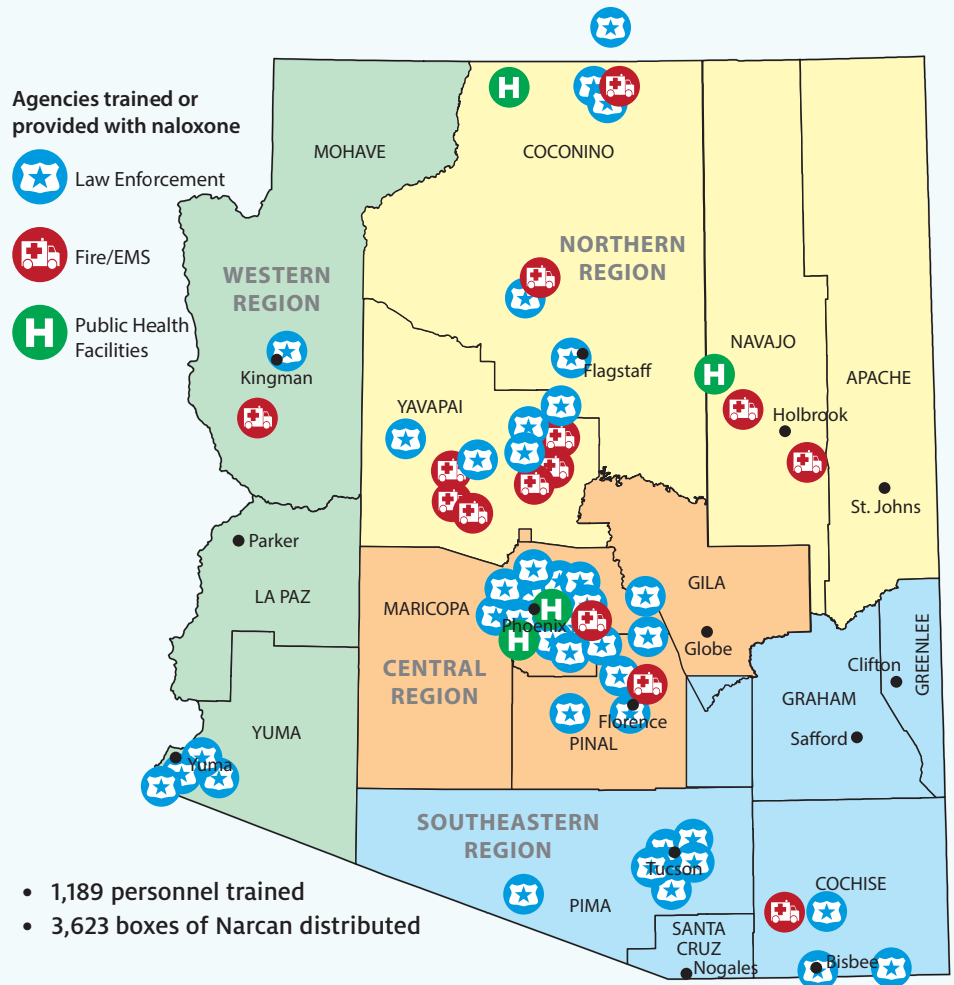 Agencies trained or
provided with naloxone
Law Enforcement
Fire/EMS
Public Health
Facilities
MOHAVE
COCONINO
NORTHERN
REGION
WESTERN
REGION
Kingman
Flagstaff
NAVAJO
APACHE
YAVAPAI
Holbrook
St. Johns
Parker
LA PAZ
MARICOPA
GILA
Phoenix
Globe
CENTRAL
REGION
Clifton
GREENLEE
GRAHAM
YUMA
Florence
PINAL
Safford
Yuma
SOUTHEASTERN
REGION
Tucson
PIMA
COCHISE
SANTA
CRUZ
Nogales
Bisbee
• 1,189 personnel trained
• 3,623 boxes of Narcan distributed
H
H
H
H
H